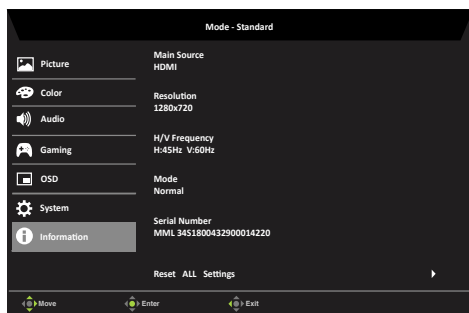 Mode - Standard
Picture
Color
Audio
Gaming
OSD
System
Information
Main Source
HDMI
Resolution
1280x720
H/V Frequency
H:45Hz V:60Hz
Mode
Normal
Serial Number
MML 34S1800432900014220
Reset ALL Settings
Move
Enter
Exit